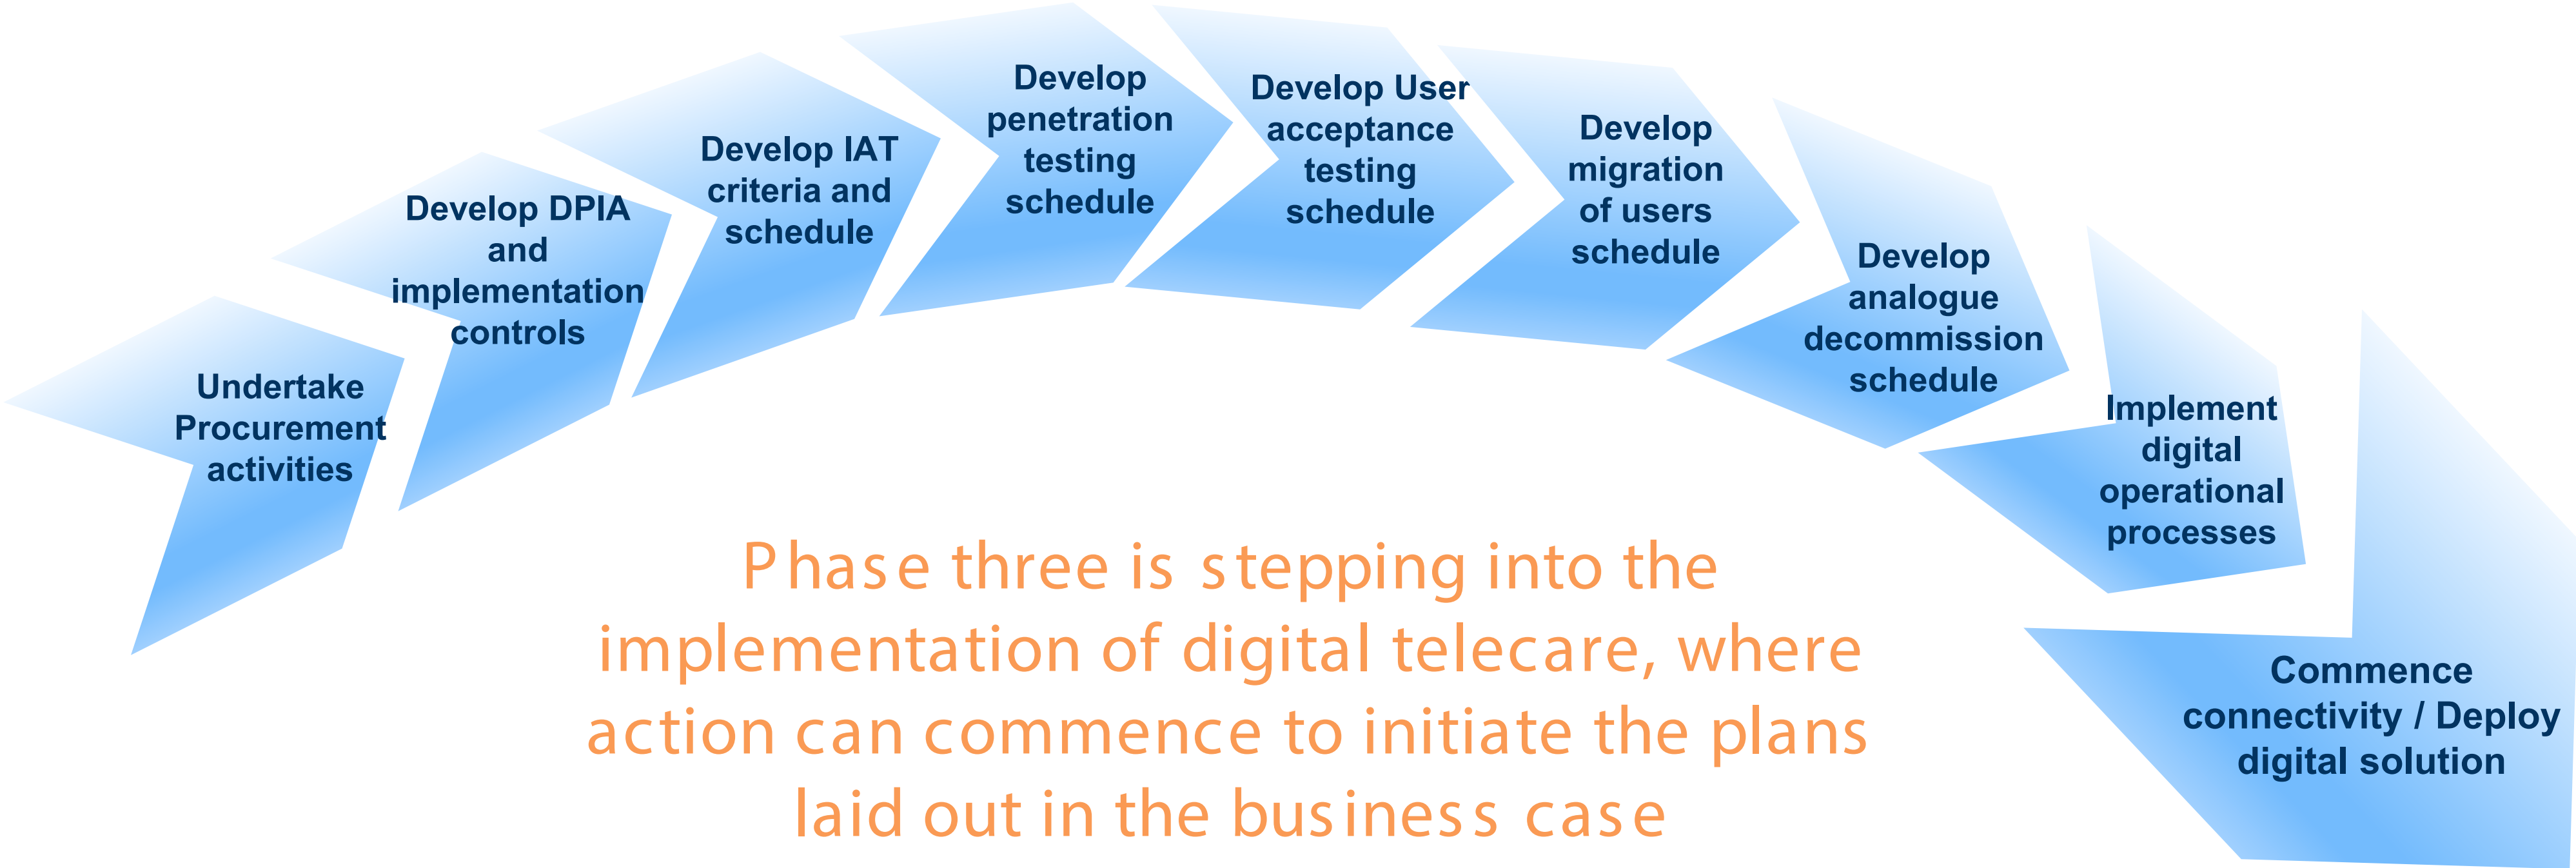 Undertake
Procurement
activities
Develop DPIA
and
implementation
controls
Develop IAT
criteria and
schedule
Develop
penetration
testing
schedule
Develop User
acceptance
testing
schedule
Develop
migration
of users
schedule
Develop
analogue
decommission
schedule
Implement
digital
operational
processes
Commence
connectivity / Deploy
digital solution
Phase three is stepping into the
implementation of digital telecare, where
action can commence to initiate the plans
laid out in the business case